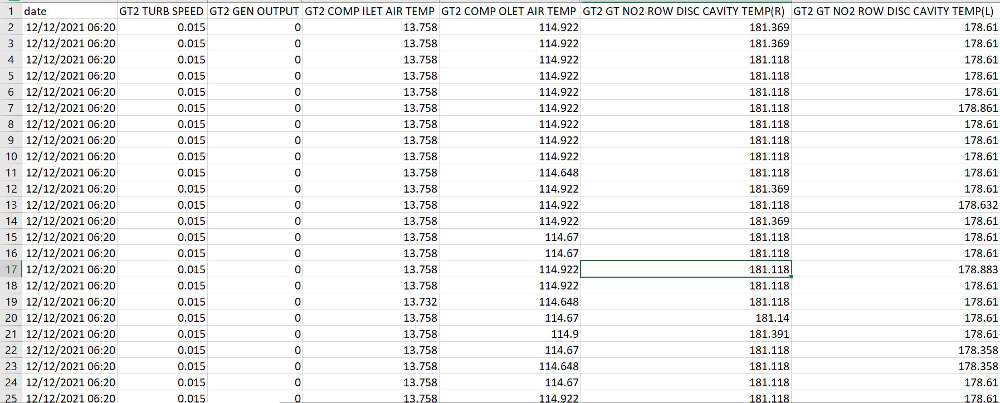 1 date GT2 TURB SPEED GT2 GEN OUTPUT GT2 COMP ILET AIR TEMP GT2 COMP OLET AIR TEMP GT2 GT NO2 ROW DISC CAVITY TEMP(R) GT2 GT NO2 ROW DISC CAVITY TEMP(L)
2 12/12/2021 06:20 0.015 0 13.758 114.922 181.369 178.61
3 12/12/2021 06:20 0.015 0 13.758 114.922 181.369 178.61
4 12/12/2021 06:20 0.015 0 13.758 114.922 181.118 178.61
5 12/12/2021 06:20 0.015 0 13.758 114.922 181.118 178.61
6 12/12/2021 06:20 0.015 0 13.758 114.922 181.118 178.61
7 12/12/2021 06:20 0.015 0 13.758 114.922 181.118 178.861
8 12/12/2021 06:20 0.015 0 13.758 114.922 181.118 178.61
9 12/12/2021 06:20 0.015 0 13.758 114.922 181.118 178.61
10 12/12/2021 06:20 0.015 0 13.758 114.922 181.118 178.61
11 12/12/2021 06:20 0.015 0 13.758 114.648 181.118 178.61
12 12/12/2021 06:20 0.015 0 13.758 114.922 181.369 178.61
13 12/12/2021 06:20 0.015 0 13.758 114.922 181.118 178.632
14 12/12/2021 06:20 0.015 0 13.758 114.922 181.369 178.61
15 12/12/2021 06:20 0.015 0 13.758 114.67 181.118 178.61
16 12/12/2021 06:20 0.015 0 13.758 114.67 181.118 178.61
17 12/12/2021 06:20 0.015 0 13.758 114.922 181.118 178.883
18 12/12/2021 06:20 0.015 0 13.758 114.922 181.118 178.61
19 12/12/2021 06:20 0.015 0 13.732 114.648 181.118 178.61
20 12/12/2021 06:20 0.015 0 13.758 114.67 181.14 178.61
21 12/12/2021 06:20 0.015 0 13.758 114.9 181.391 178.61
22 12/12/2021 06:20 0.015 0 13.758 114.67 181.118 178.358
23 12/12/2021 06:20 0.015 0 13.758 114.648 181.118 178.358
24 12/12/2021 06:20 0.015 0 13.758 114.67 181.118 178.61
25 12/12/2021 06:20 0.015 0 13.758 114.922 181.118 178.61